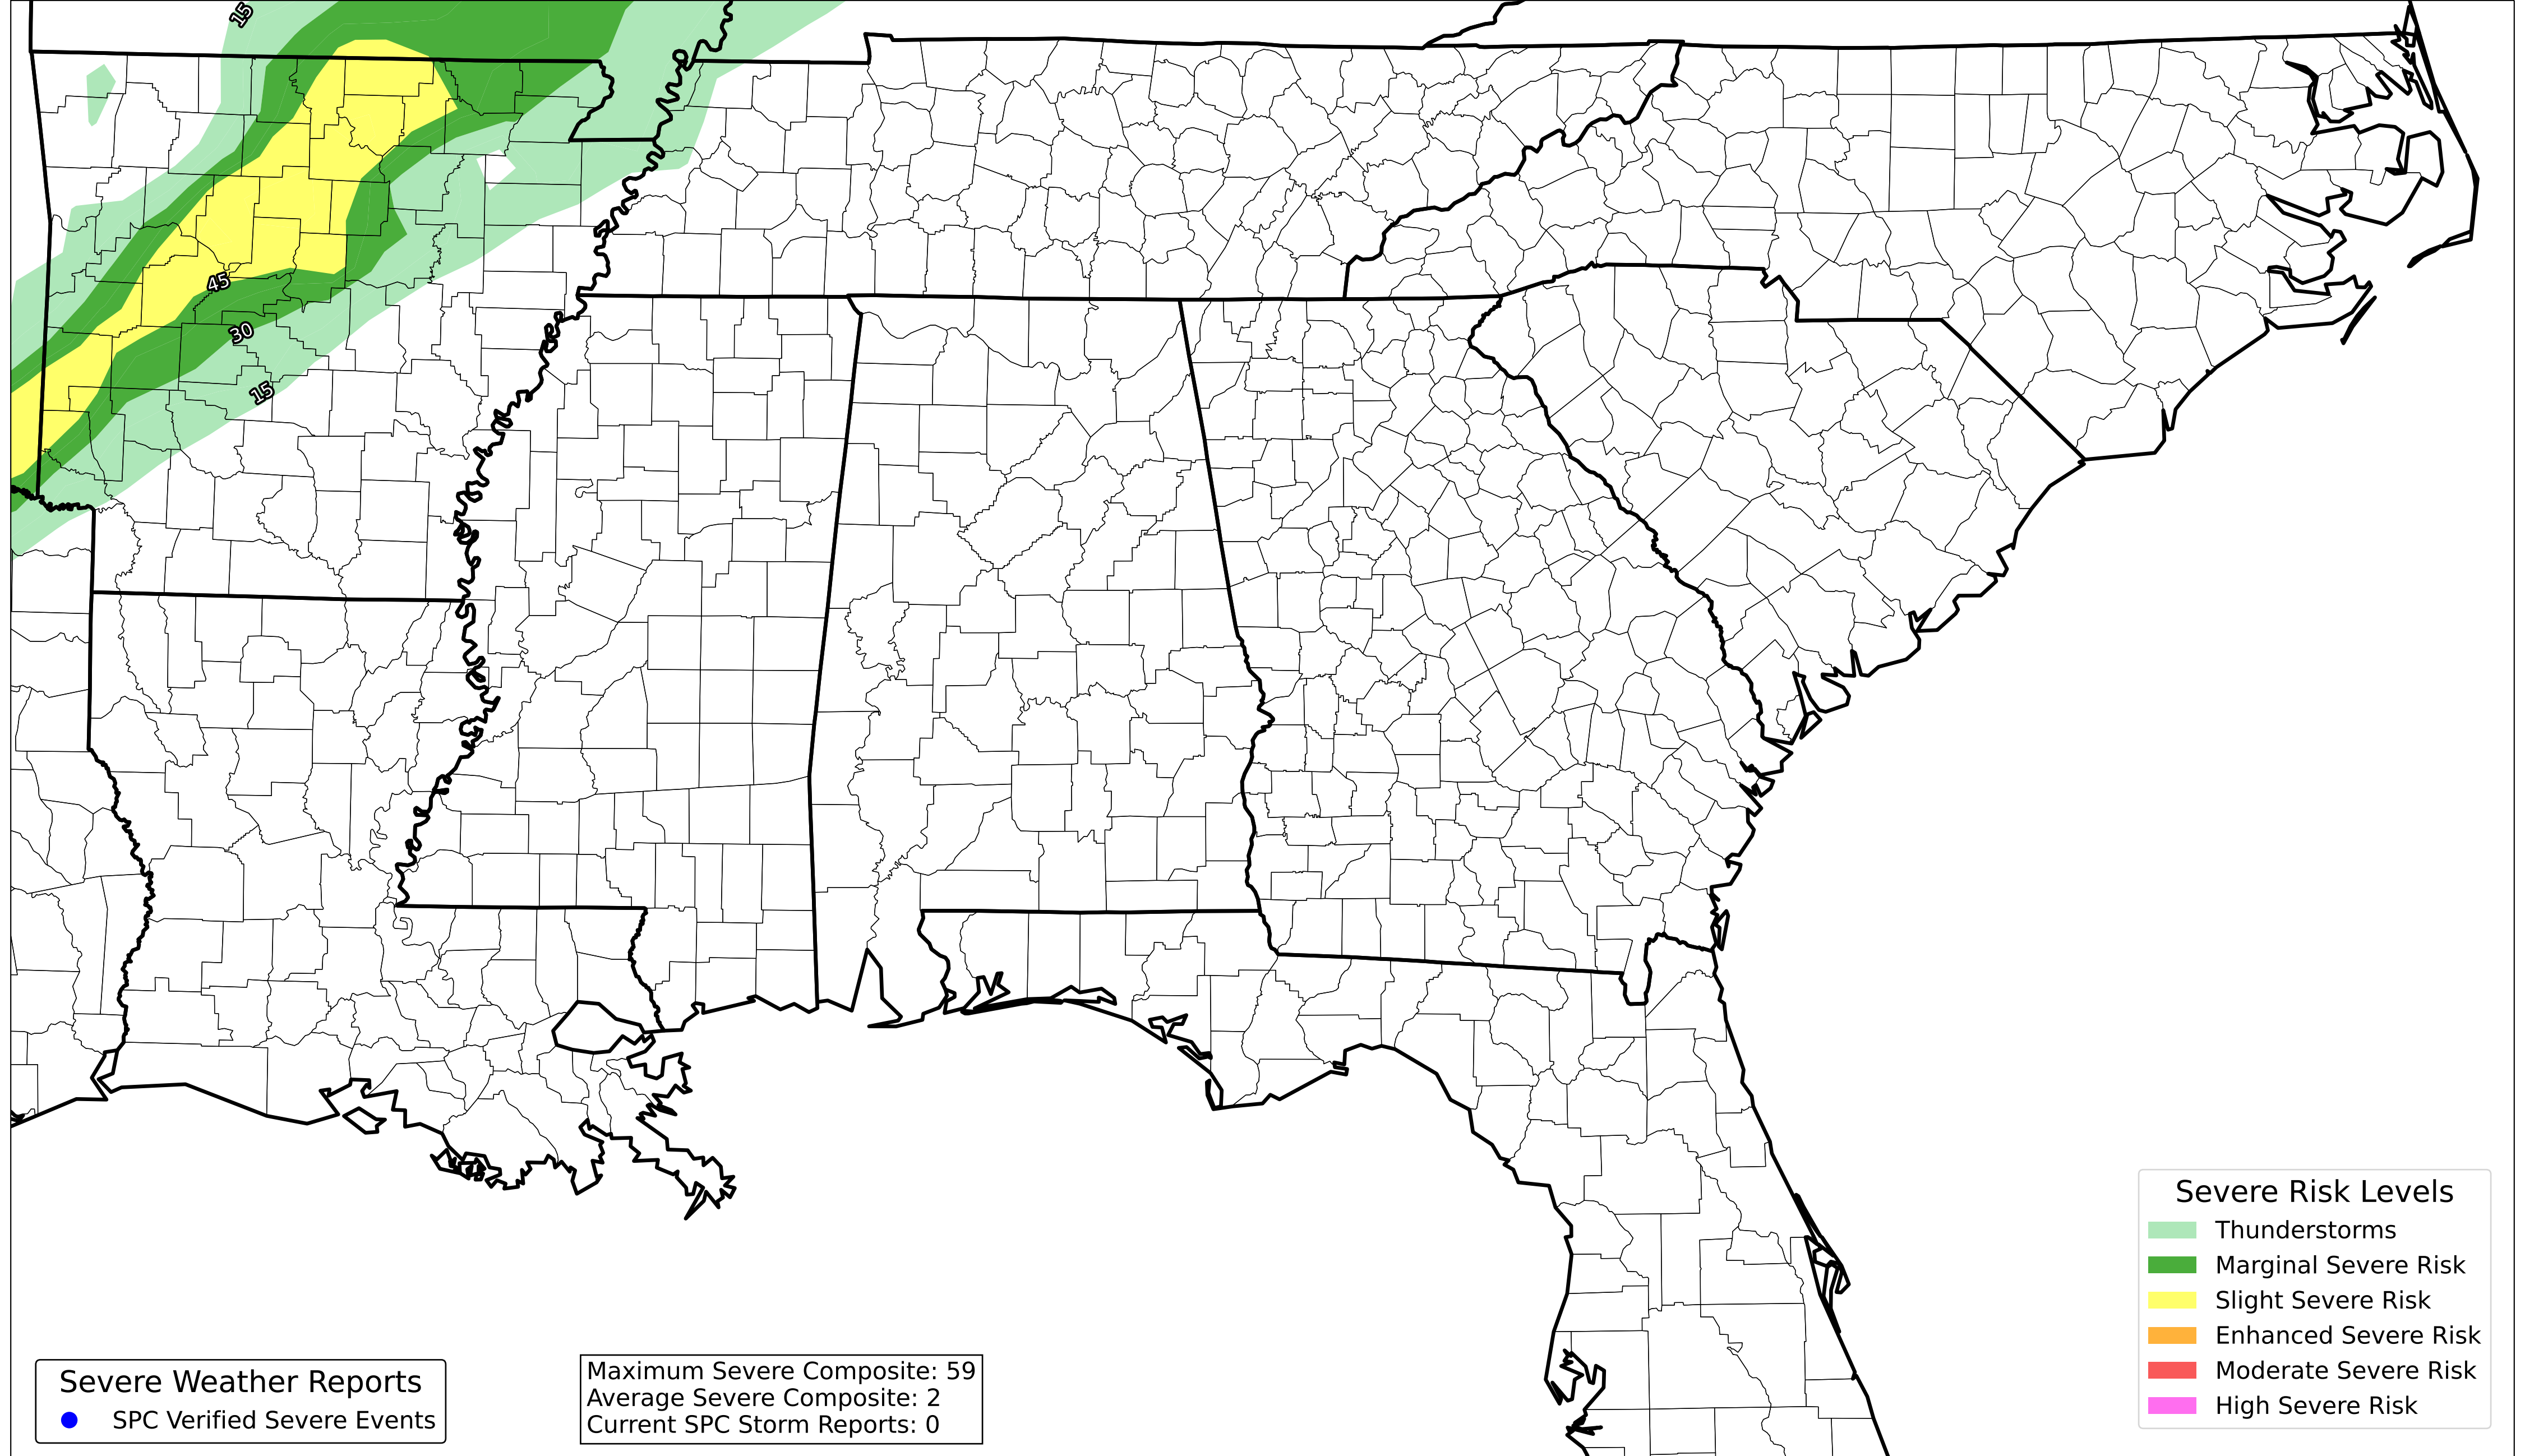 15
45
30
15
Severe Risk Levels
Thunderstorms
Marginal Severe Risk
Slight Severe Risk
Enhanced Severe Risk
Moderate Severe Risk
High Severe Risk
Severe Weather Reports
SPC Verified Severe Events
Maximum Severe Composite: 59
Average Severe Composite: 2
Current SPC Storm Reports: 0